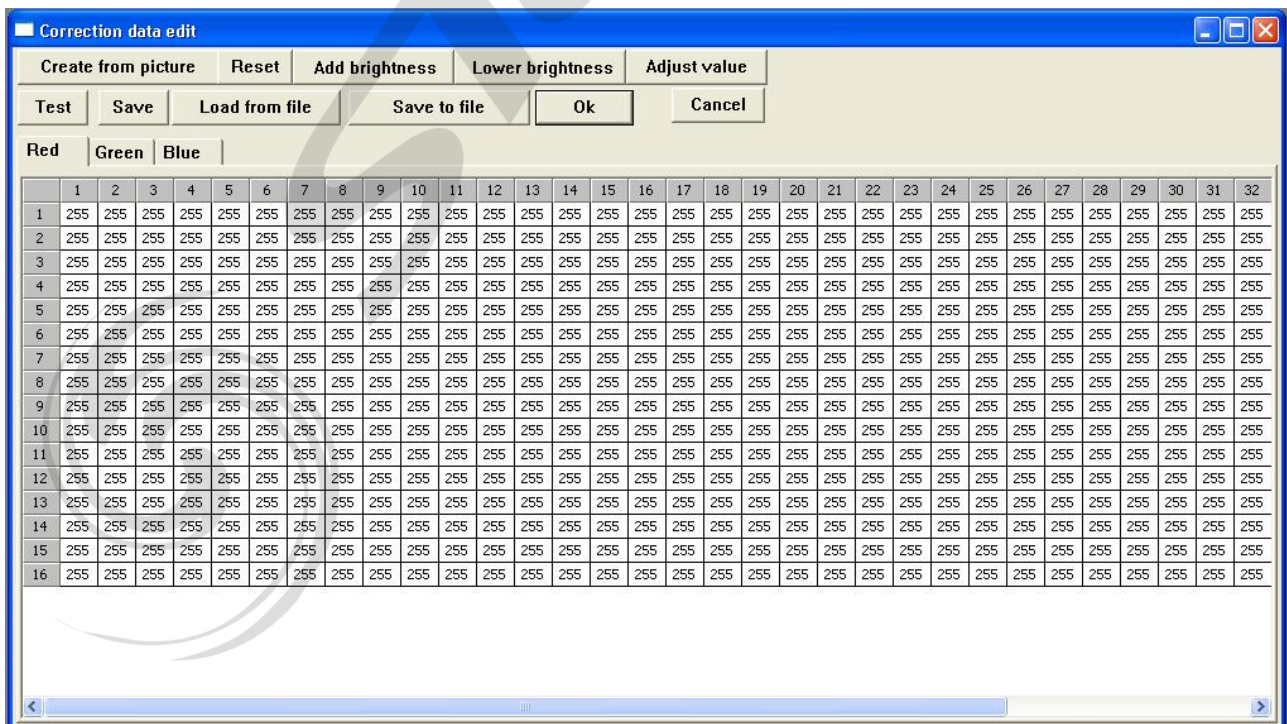 Correction data edit
Create from picture Reset Add brightness Lower brightness Adjust value
Test Save Load from file Save to file Ok Cancel
Red Green Blue
1 2 3 4 5 6 7 8 9 10 11 12 13 14 15 16 17 18 19 20 21 22 23 24 25 26 27 28 29 30 31 32
1 255 255 255 255 255 255 255 255 255 255 255 255 255 255 255 255 255 255 255 255 255 255 255 255 255 255 255 255 255 255 255 255
2 255 255 255 255 255 255 255 255 255 255 255 255 255 255 255 255 255 255 255 255 255 255 255 255 255 255 255 255 255 255 255 255
3 255 255 255 255 255 255 255 255 255 255 255 255 255 255 255 255 255 255 255 255 255 255 255 255 255 255 255 255 255 255 255 255
4 255 255 255 255 255 255 255 255 255 255 255 255 255 255 255 255 255 255 255 255 255 255 255 255 255 255 255 255 255 255 255 255
5 255 255 255 255 255 255 255 255 255 255 255 255 255 255 255 255 255 255 255 255 255 255 255 255 255 255 255 255 255 255 255 255
6 255 255 255 255 255 255 255 255 255 255 255 255 255 255 255 255 255 255 255 255 255 255 255 255 255 255 255 255 255 255 255 255
7 255 255 255 255 255 255 255 255 255 255 255 255 255 255 255 255 255 255 255 255 255 255 255 255 255 255 255 255 255 255 255 255
8 255 255 255 255 255 255 255 255 255 255 255 255 255 255 255 255 255 255 255 255 255 255 255 255 255 255 255 255 255 255 255 255
9 255 255 255 255 255 255 255 255 255 255 255 255 255 255 255 255 255 255 255 255 255 255 255 255 255 255 255 255 255 255 255 255
10 255 255 255 255 255 255 255 255 255 255 255 255 255 255 255 255 255 255 255 255 255 255 255 255 255 255 255 255 255 255 255 255
11 255 255 255 255 255 255 255 255 255 255 255 255 255 255 255 255 255 255 255 255 255 255 255 255 255 255 255 255 255 255 255 255
12 255 255 255 255 255 255 255 255 255 255 255 255 255 255 255 255 255 255 255 255 255 255 255 255 255 255 255 255 255 255 255 255
13 255 255 255 255 255 255 255 255 255 255 255 255 255 255 255 255 255 255 255 255 255 255 255 255 255 255 255 255 255 255 255 255
14 255 255 255 255 255 255 255 255 255 255 255 255 255 255 255 255 255 255 255 255 255 255 255 255 255 255 255 255 255 255 255 255
15 255 255 255 255 255 255 255 255 255 255 255 255 255 255 255 255 255 255 255 255 255 255 255 255 255 255 255 255 255 255 255 255
16 255 255 255 255 255 255 255 255 255 255 255 255 255 255 255 255 255 255 255 255 255 255 255 255 255 255 255 255 255 255 255 255